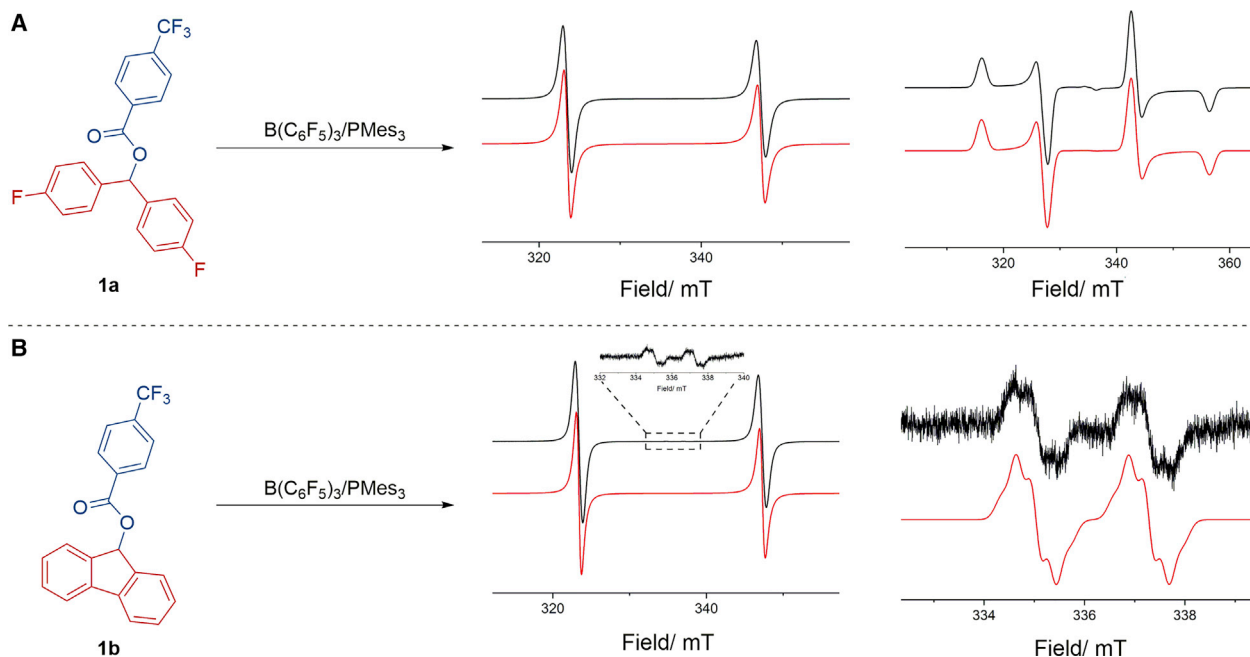 A
CF₃
O
O
F
F
1a
B(C₆F₅)₃/PMes₃
320
340
Field/ mT
320
340
360
Field/ mT
B
CF₃
O
O
1b
B(C₆F₅)₃/PMes₃
332
334
336
338
340
Field/ mT
320
340
Field/ mT
334
336
338
Field/ mT